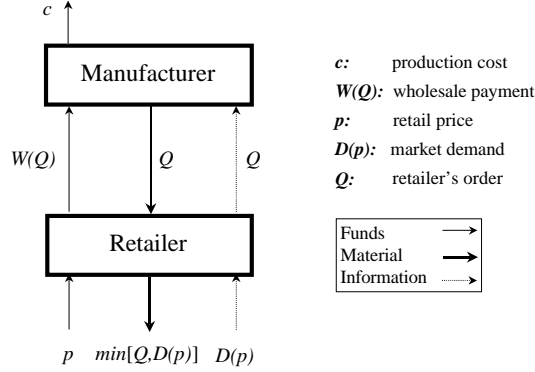 c
Manufacturer
W(Q)
Q
Q
Retailer
p
min[Q,D(p)]
D(p)
c: production cost
W(Q): wholesale payment
p: retail price
D(p): market demand
Q: retailer's order
Funds
Material
Information